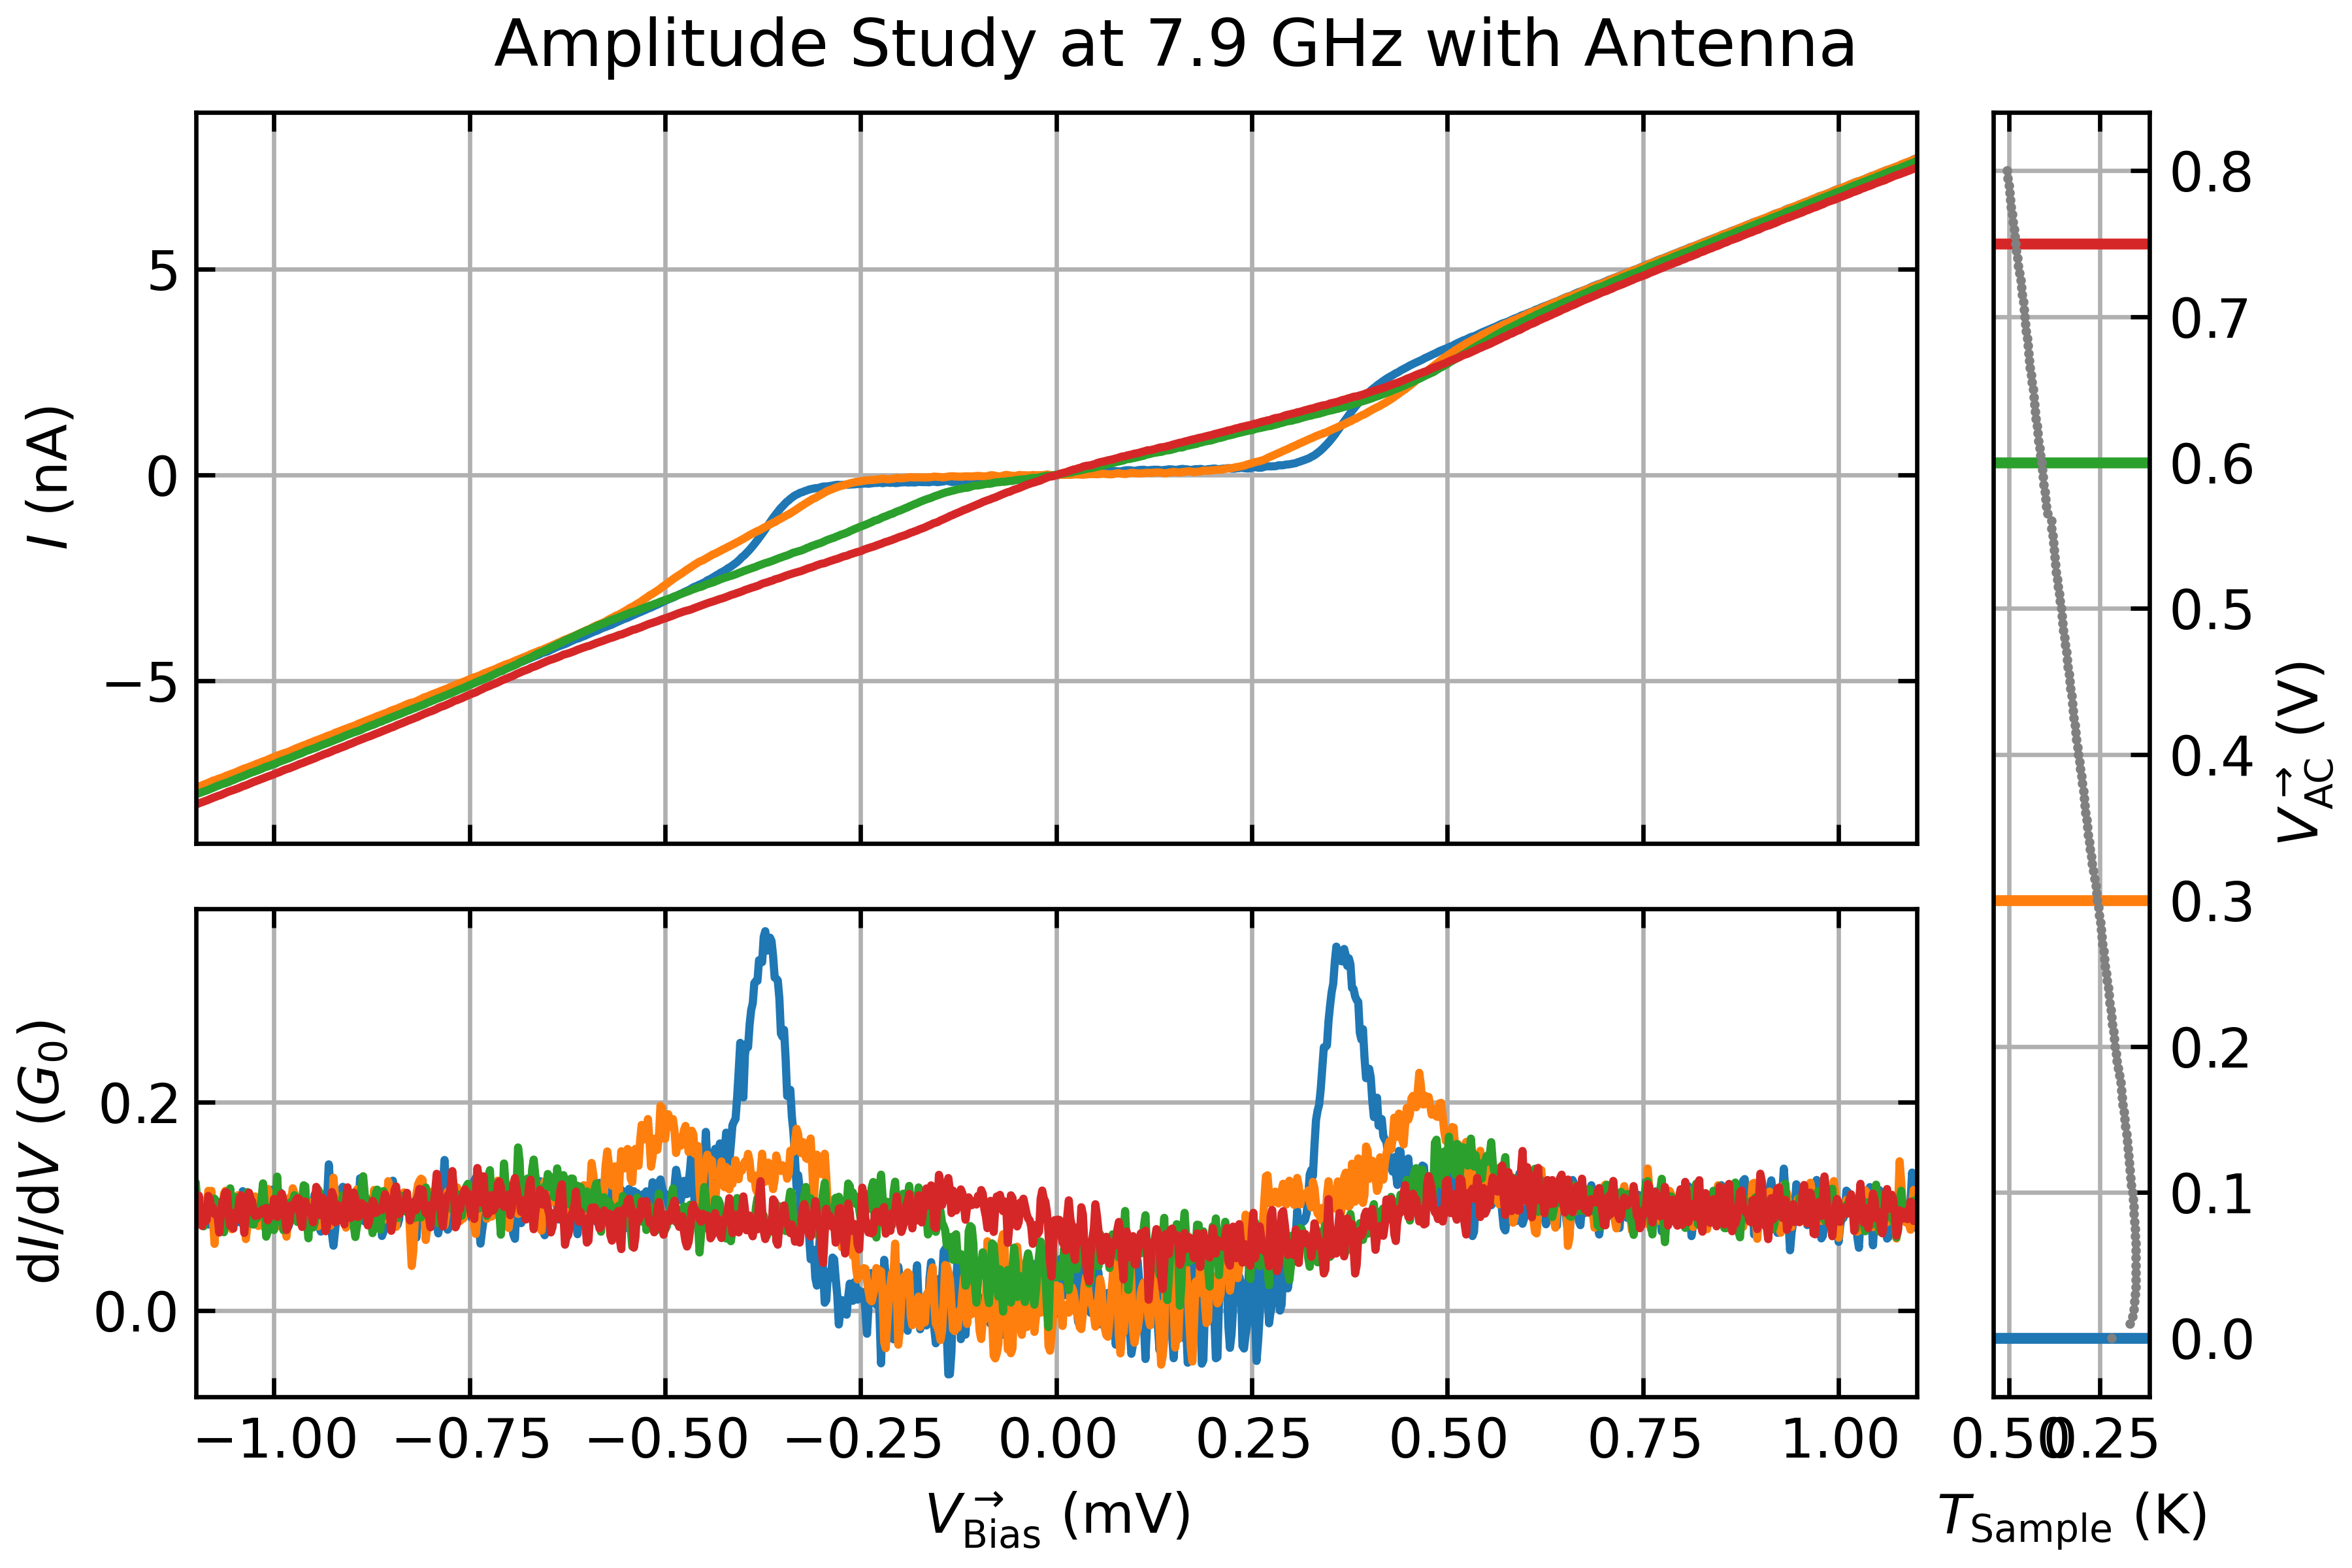 Amplitude Study at 7.9 GHz with Antenna
I (nA)
5
0
−5
dI/dV (G₀)
0.2
0.0
−1.00 −0.75 −0.50 −0.25 0.00 0.25 0.50 0.75 1.00
V→Bias (mV)
0.8
0.7
0.6
0.5
0.4
0.3
0.2
0.1
0.0
V→AC (V)
0.50 0.25
TSample (K)